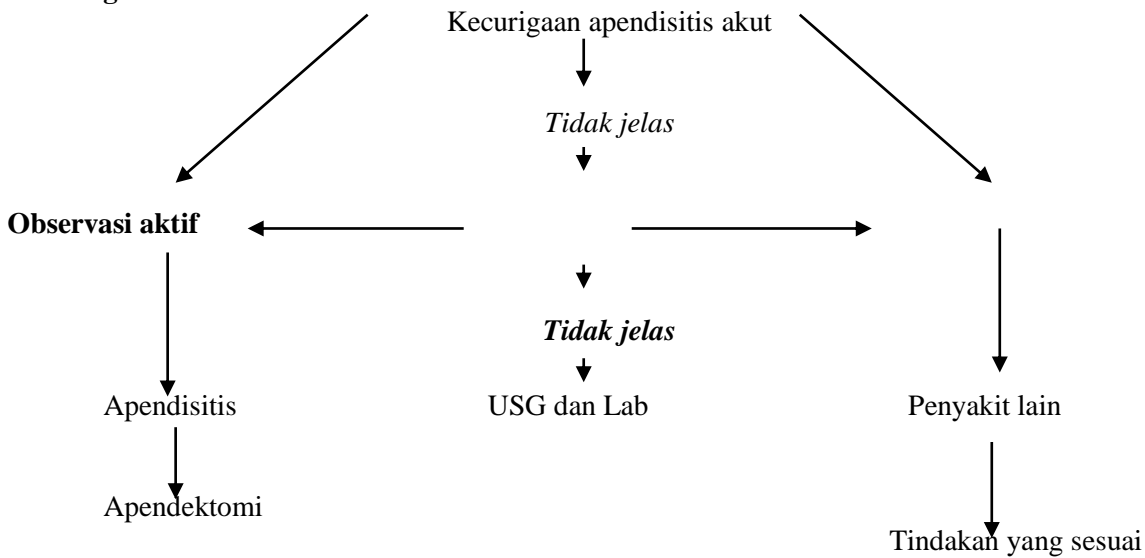 Kecurigaan apendisitis akut
Tidak jelas
Observasi aktif
Tidak jelas
Apendisitis
USG dan Lab
Penyakit lain
Apendektomi
Tindakan yang sesuai